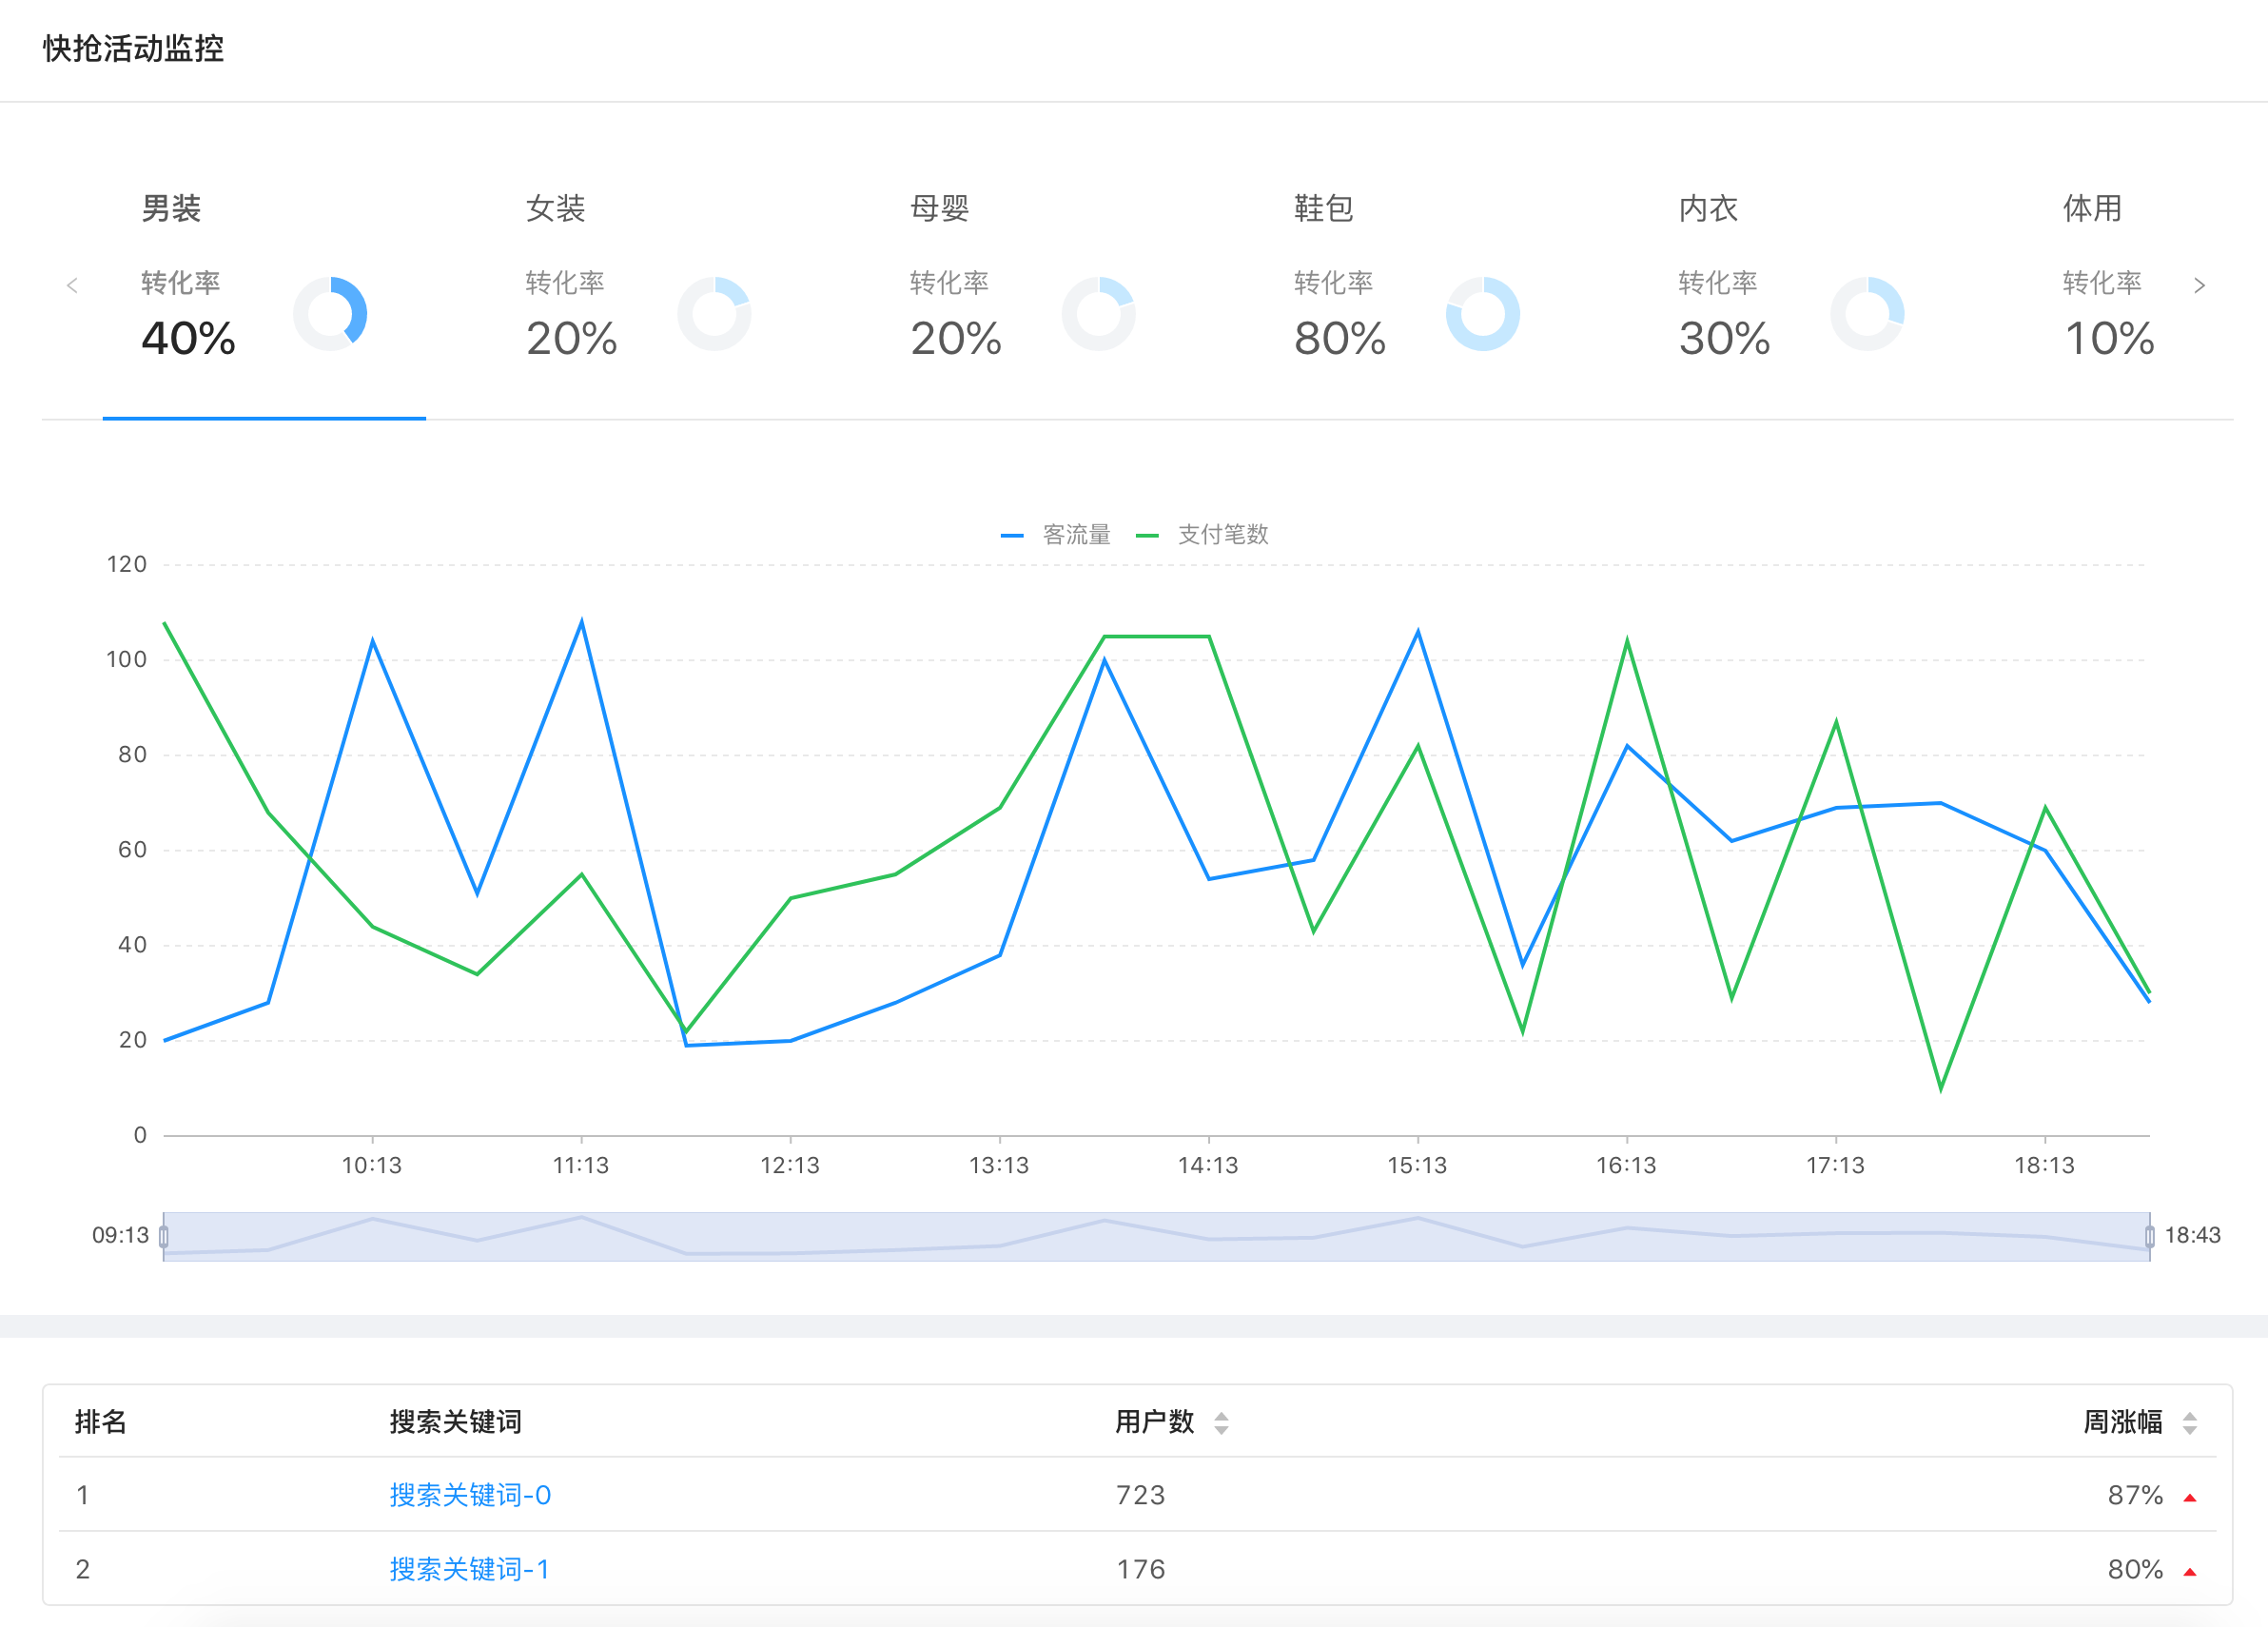 快抢活动监控
男装 女装 母婴 鞋包 内衣 体用
转化率 转化率 转化率 转化率 转化率 转化率
40% 20% 20% 80% 30% 10%
客流量 支付笔数
120
100
80
60
40
20
0
10:13 11:13 12:13 13:13 14:13 15:13 16:13 17:13 18:13
09:13 18:43
排名 搜索关键词 用户数 周涨幅
1 搜索关键词-0 723 87%
2 搜索关键词-1 176 80%